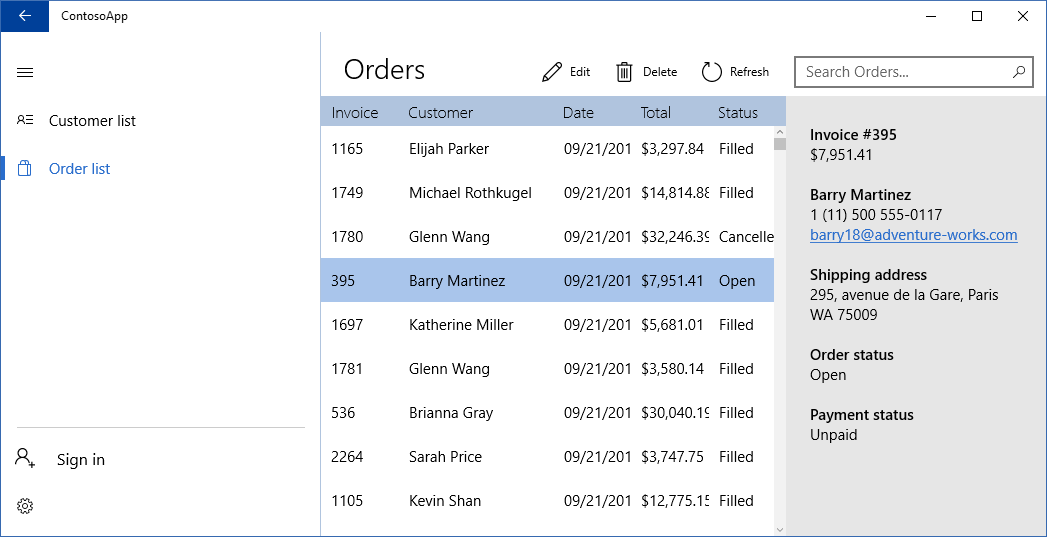 ContosoApp
Customer list
Order list
Sign in
Orders
Edit
Delete
Refresh
Search Orders...
Invoice Customer Date Total Status
1165 Elijah Parker 09/21/201 $3,297.84 Filled
1749 Michael Rothkugel 09/21/201 $14,814.88 Filled
1780 Glenn Wang 09/21/201 $32,246.39 Cancelle
395 Barry Martinez 09/21/201 $7,951.41 Open
1697 Katherine Miller 09/21/201 $5,681.01 Filled
1781 Glenn Wang 09/21/201 $3,580.14 Filled
536 Brianna Gray 09/21/201 $30,040.19 Filled
2264 Sarah Price 09/21/201 $3,747.75 Filled
1105 Kevin Shan 09/21/201 $12,775.15 Filled
Invoice #395
$7,951.41
Barry Martinez
1 (11) 500 555-0117
barry18@adventure-works.com
Shipping address
295, avenue de la Gare, Paris
WA 75009
Order status
Open
Payment status
Unpaid